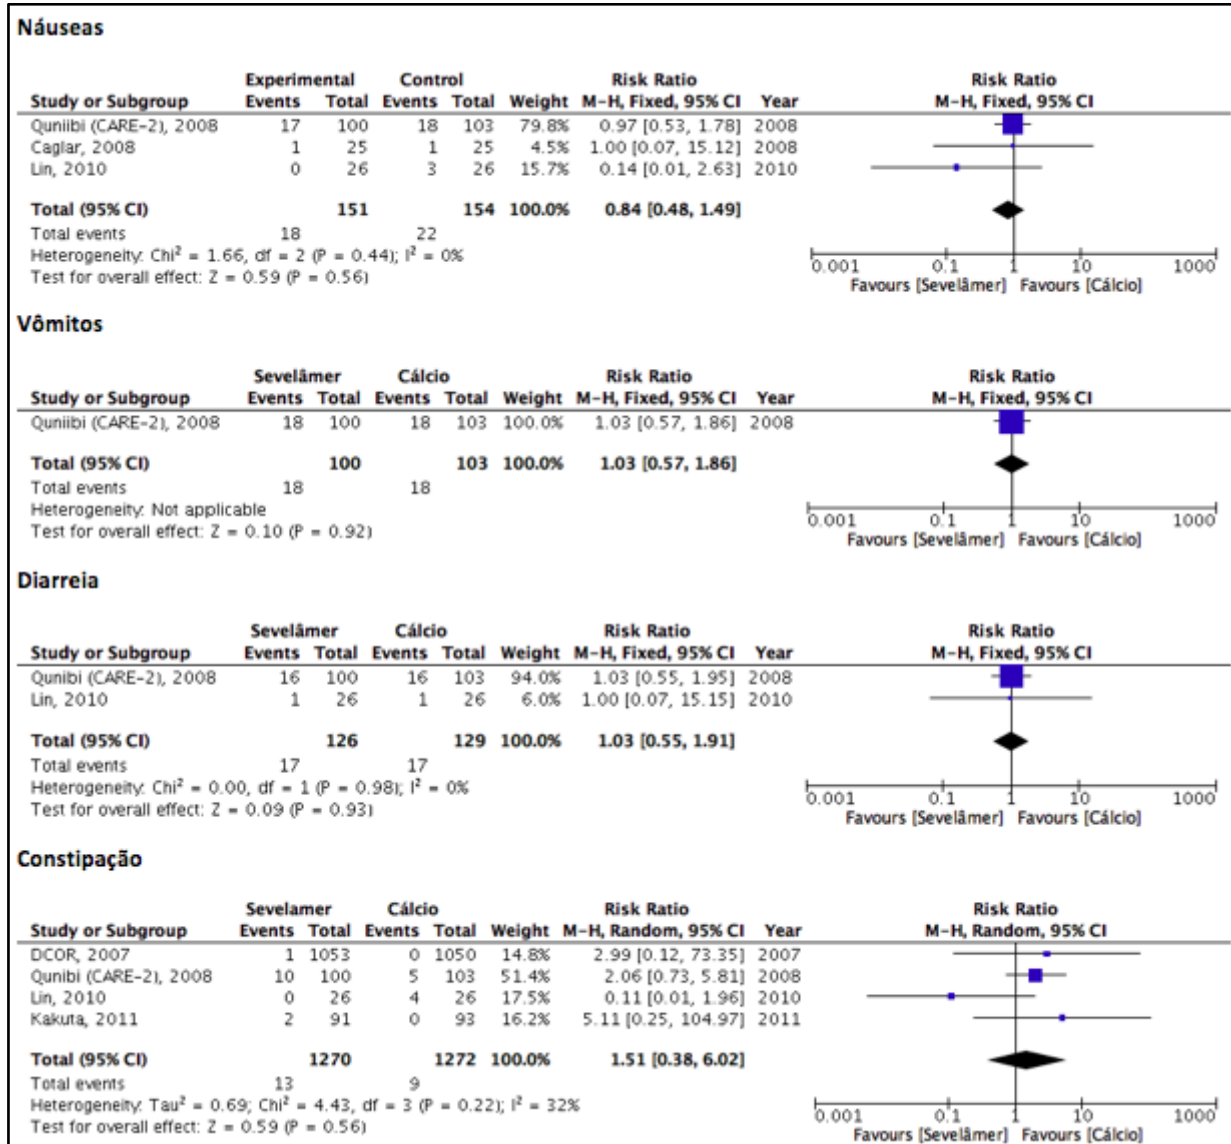 Náuseas
Experimental Control Risk Ratio Risk Ratio
Study or Subgroup Events Total Events Total Weight M-H, Fixed, 95% CI Year M-H, Fixed, 95% CI
Quniibi (CARE-2), 2008 17 100 18 103 79.8% 0.97 [0.53, 1.78] 2008
Caglar, 2008 1 25 1 25 4.5% 1.00 [0.07, 15.12] 2008
Lin, 2010 0 26 3 26 15.7% 0.14 [0.01, 2.63] 2010
Total (95% CI) 151 154 100.0% 0.84 [0.48, 1.49]
Total events 18 22
Heterogeneity: Chi² = 1.66, df = 2 (P = 0.44); I² = 0%
Test for overall effect: Z = 0.59 (P = 0.56)
0.001 0.1 1 10 1000
Favours [Sevelâmer] Favours [Cálcio]
Vômitos
Sevelâmer Cálcio Risk Ratio Risk Ratio
Study or Subgroup Events Total Events Total Weight M-H, Fixed, 95% CI Year M-H, Fixed, 95% CI
Quniibi (CARE-2), 2008 18 100 18 103 100.0% 1.03 [0.57, 1.86] 2008
Total (95% CI) 100 103 100.0% 1.03 [0.57, 1.86]
Total events 18 18
Heterogeneity: Not applicable
Test for overall effect: Z = 0.10 (P = 0.92)
0.001 0.1 1 10 1000
Favours [Sevelâmer] Favours [Cálcio]
Diarreia
Sevelâmer Cálcio Risk Ratio Risk Ratio
Study or Subgroup Events Total Events Total Weight M-H, Fixed, 95% CI Year M-H, Fixed, 95% CI
Qunibi (CARE-2), 2008 16 100 16 103 94.0% 1.03 [0.55, 1.95] 2008
Lin, 2010 1 26 1 26 6.0% 1.00 [0.07, 15.15] 2010
Total (95% CI) 126 129 100.0% 1.03 [0.55, 1.91]
Total events 17 17
Heterogeneity: Chi² = 0.00, df = 1 (P = 0.98); I² = 0%
Test for overall effect: Z = 0.09 (P = 0.93)
0.001 0.1 1 10 1000
Favours [Sevelâmer] Favours [Cálcio]
Constipação
Sevelamer Cálcio Risk Ratio Risk Ratio
Study or Subgroup Events Total Events Total Weight M-H, Random, 95% CI Year M-H, Random, 95% CI
DCOR, 2007 1 1053 0 1050 14.8% 2.99 [0.12, 73.35] 2007
Qunibi (CARE-2), 2008 10 100 5 103 51.4% 2.06 [0.73, 5.81] 2008
Lin, 2010 0 26 4 26 17.5% 0.11 [0.01, 1.96] 2010
Kakuta, 2011 2 91 0 93 16.2% 5.11 [0.25, 104.97] 2011
Total (95% CI) 1270 1272 100.0% 1.51 [0.38, 6.02]
Total events 13 9
Heterogeneity: Tau² = 0.69; Chi² = 4.43, df = 3 (P = 0.22); I² = 32%
Test for overall effect: Z = 0.59 (P = 0.56)
0.001 0.1 1 10 1000
Favours [Sevelâmer] Favours [Cálcio]